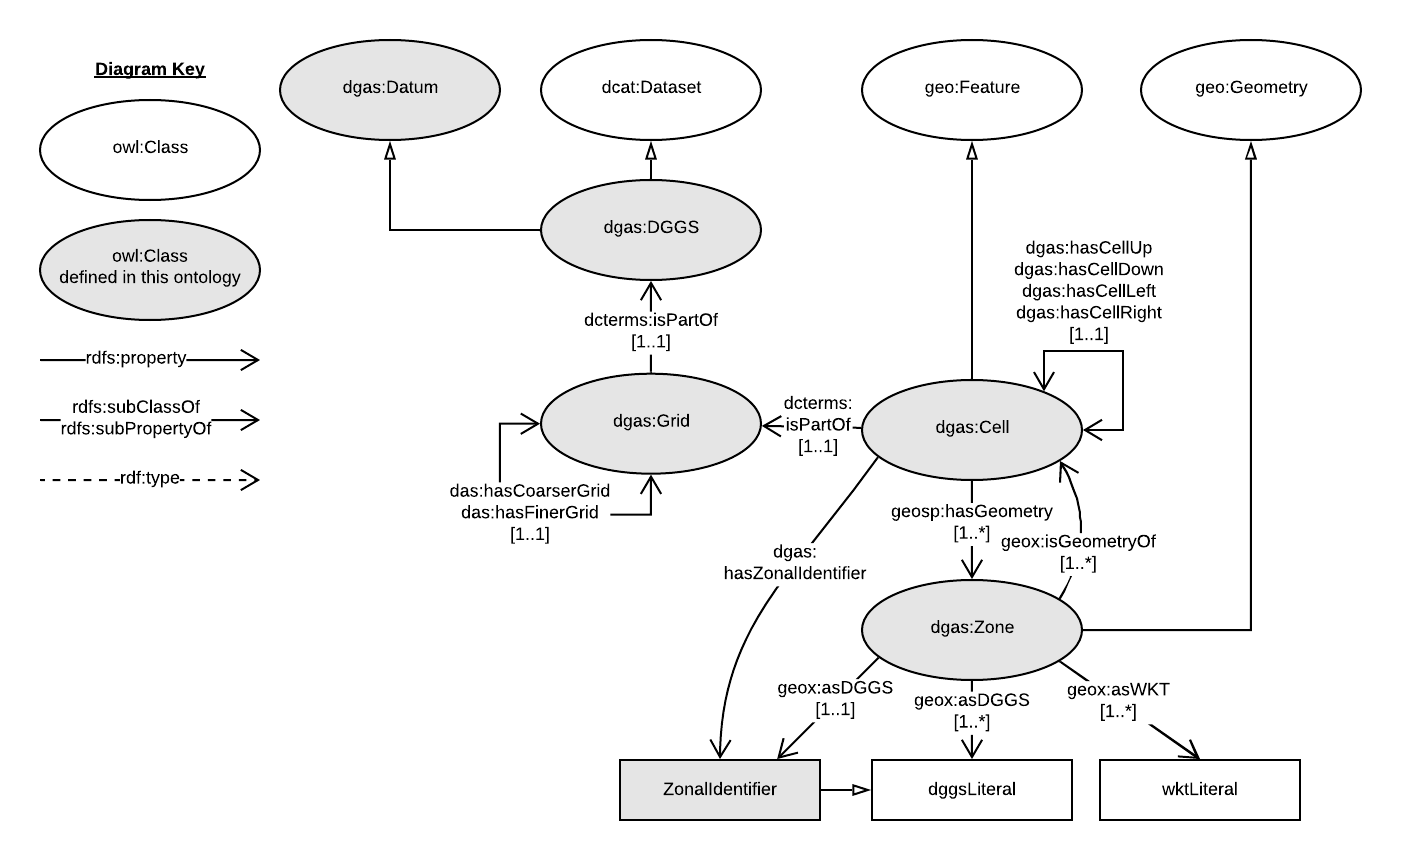 Diagram Key
owl:Class
owl:Class
defined in this ontology
rdfs:property
rdfs:subClassOf
rdfs:subPropertyOf
rdf:type
dgas:Datum
dcat:Dataset
geo:Feature
geo:Geometry
dgas:DGGS
dcterms:isPartOf
[1..1]
dgas:hasCellUp
dgas:hasCellDown
dgas:hasCellLeft
dgas:hasCellRight
[1..1]
dgas:Grid
dcterms:
isPartOf
[1..1]
dgas:Cell
das:hasCoarserGrid
das:hasFinerGrid
[1..1]
geosp:hasGeometry
[1..*]
geox:isGeometryOf
[1..*]
dgas:
hasZonalIdentifier
dgas:Zone
geox:asDGGS
[1..1]
geox:asDGGS
[1..*]
geox:asWKT
[1..*]
ZonalIdentifier
dggsLiteral
wktLiteral